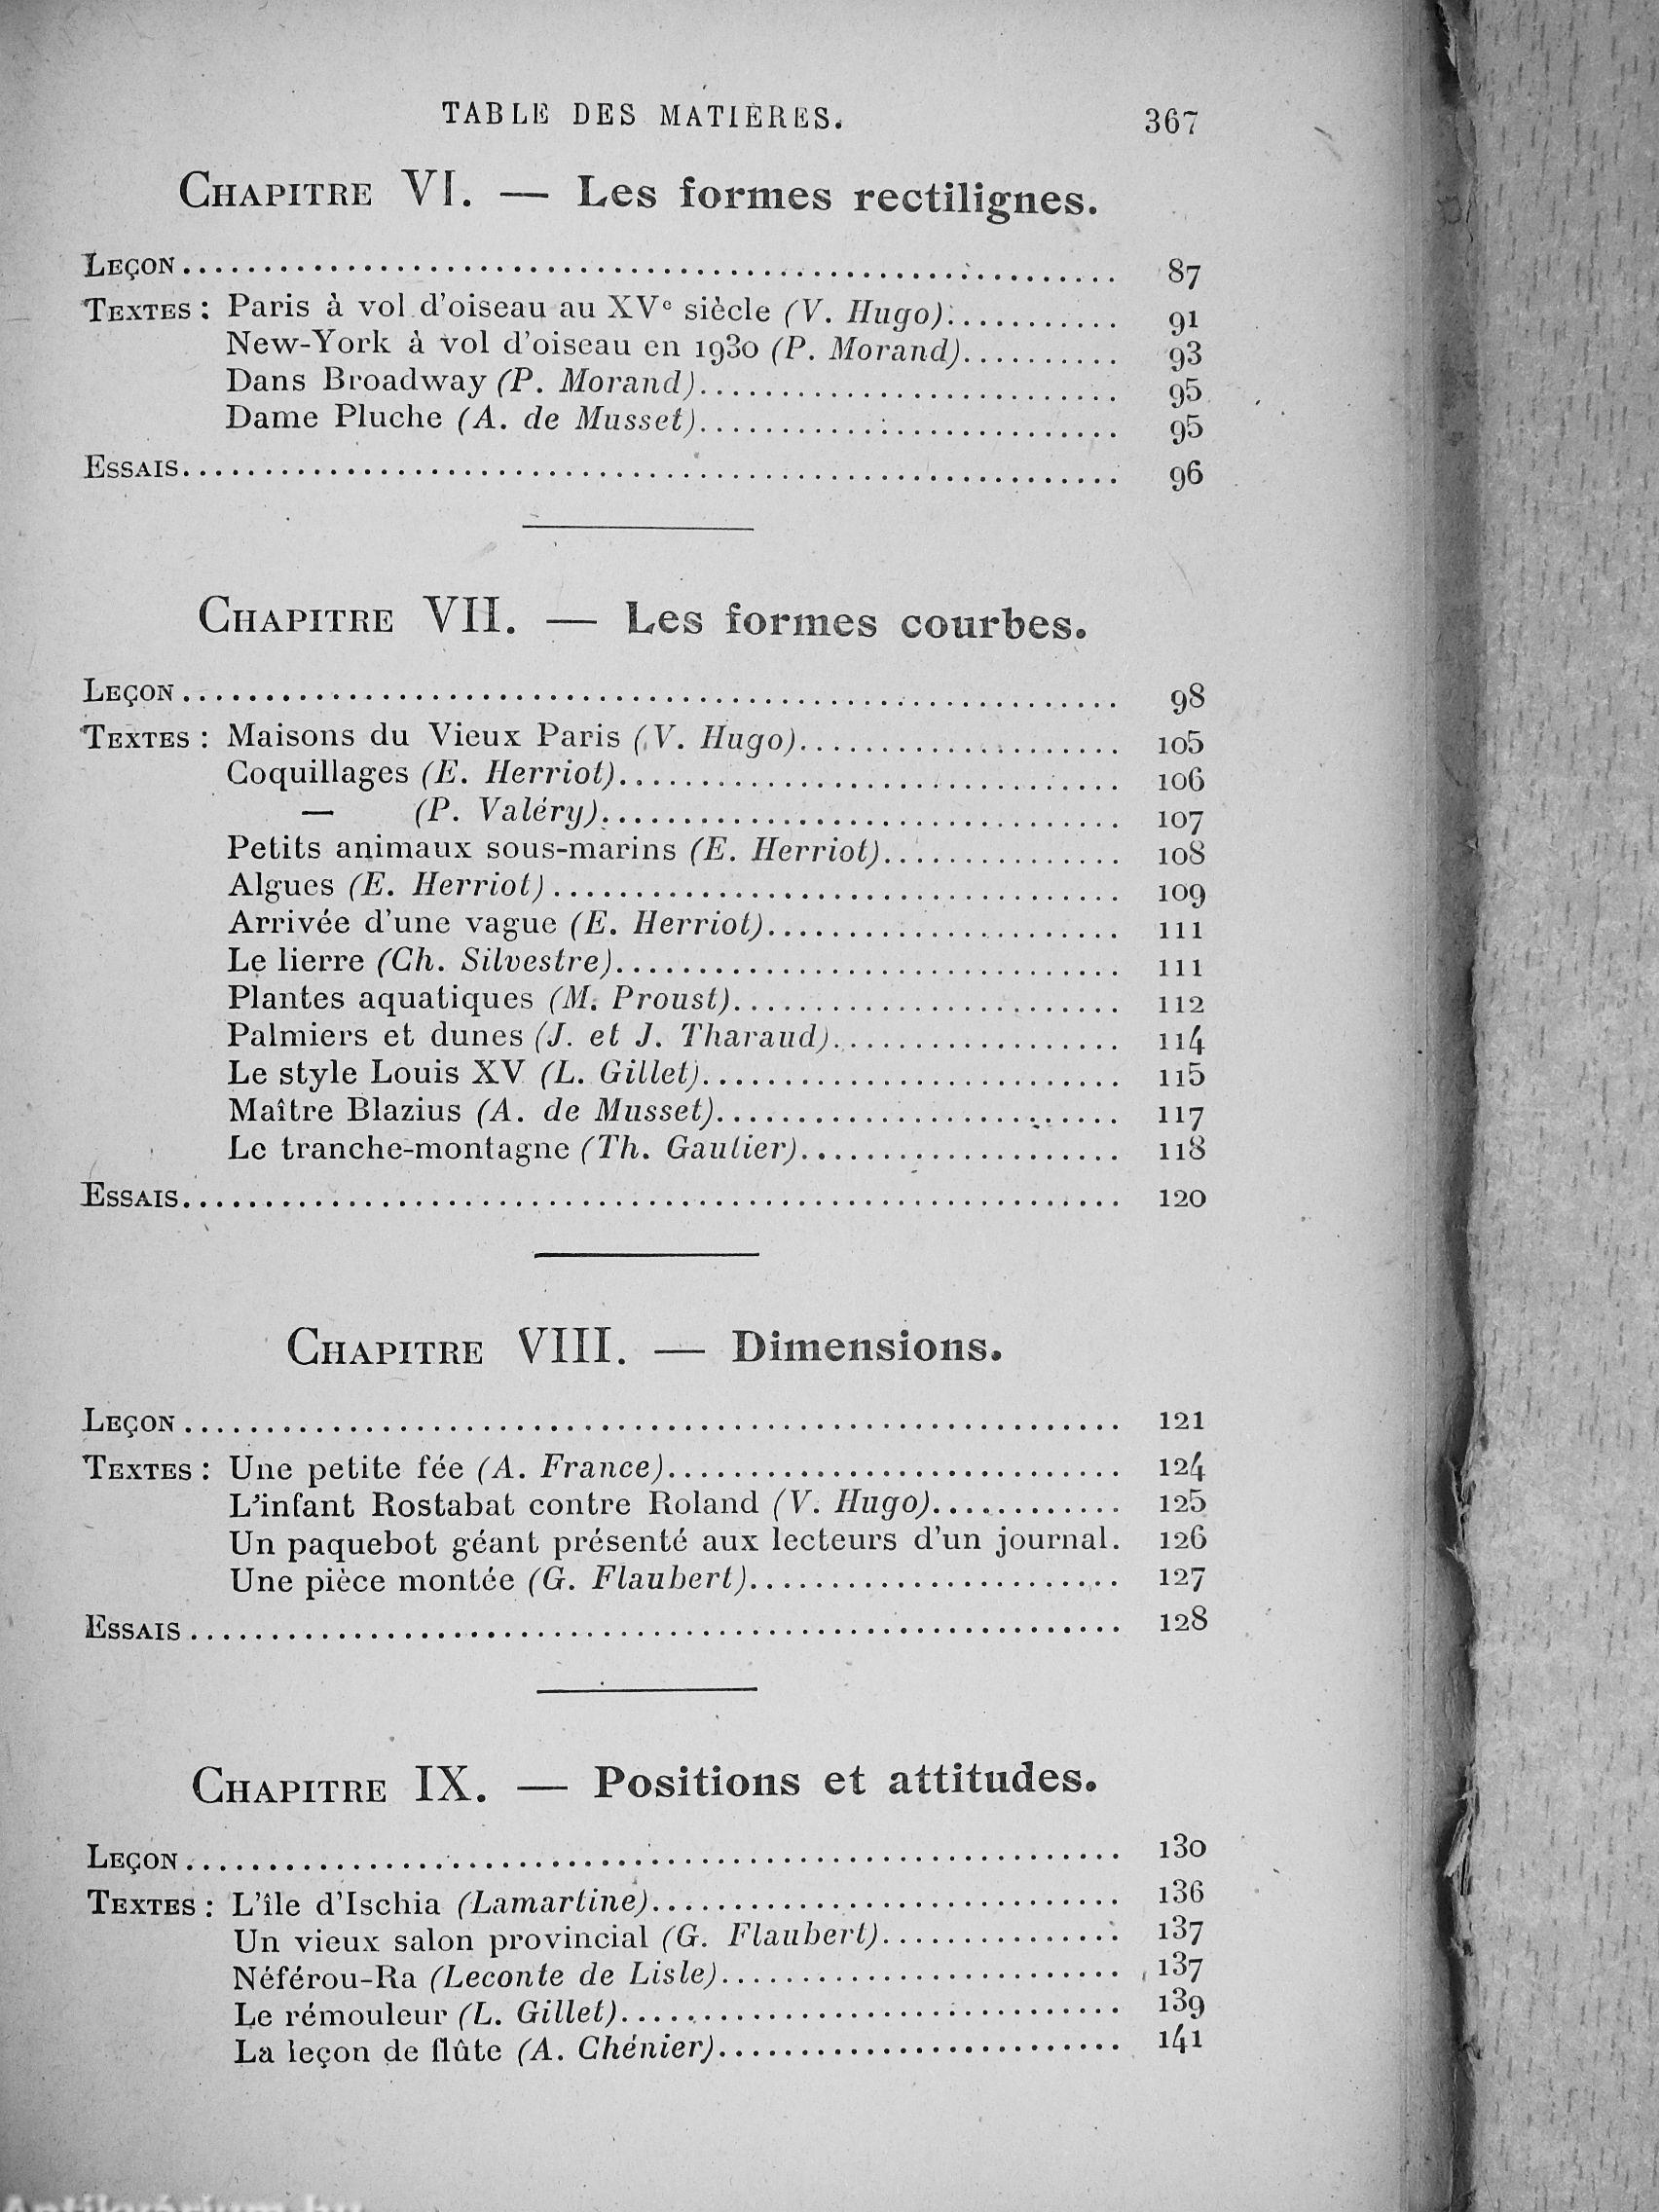 TABLE DES MATIÈRES. 367
CHAPITRE VI. — Les formes rectilignes.
LEÇON........ 87
TEXTES : Paris à vol d'oiseau au XVe siècle (V. Hugo)........ 91
New-York à vol d'oiseau en 1930 (P. Morand)........ 93
Dans Broadway (P. Morand)........ 95
Dame Pluche (A. de Musset)........ 95
ESSAIS........ 96
CHAPITRE VII. — Les formes courbes.
LEÇON........ 98
TEXTES : Maisons du Vieux Paris (V. Hugo)........ 105
Coquillages (E. Herriot)........ 106
— (P. Valéry)........ 107
Petits animaux sous-marins (E. Herriot)........ 108
Algues (E. Herriot)........ 109
Arrivée d'une vague (E. Herriot)........ 111
Le lierre (Ch. Silvestre)........ 111
Plantes aquatiques (M. Proust)........ 112
Palmiers et dunes (J. et J. Tharaud)........ 114
Le style Louis XV (L. Gillet)........ 115
Maître Blazius (A. de Musset)........ 117
Le tranche-montagne (Th. Gautier)........ 118
ESSAIS........ 120
CHAPITRE VIII. — Dimensions.
LEÇON........ 121
TEXTES : Une petite fée (A. France)........ 124
L'infant Rostabat contre Roland (V. Hugo)........ 125
Un paquebot géant présenté aux lecteurs d'un journal. 126
Une pièce montée (G. Flaubert)........ 127
ESSAIS........ 128
CHAPITRE IX. — Positions et attitudes.
LEÇON........ 130
TEXTES : L'île d'Ischia (Lamartine)........ 136
Un vieux salon provincial (G. Flaubert)........ 137
Néférou-Ra (Leconte de Lisle)........ 137
Le rémouleur (L. Gillet)........ 139
La leçon de flûte (A. Chénier)........ 141
Antikvárium.hu